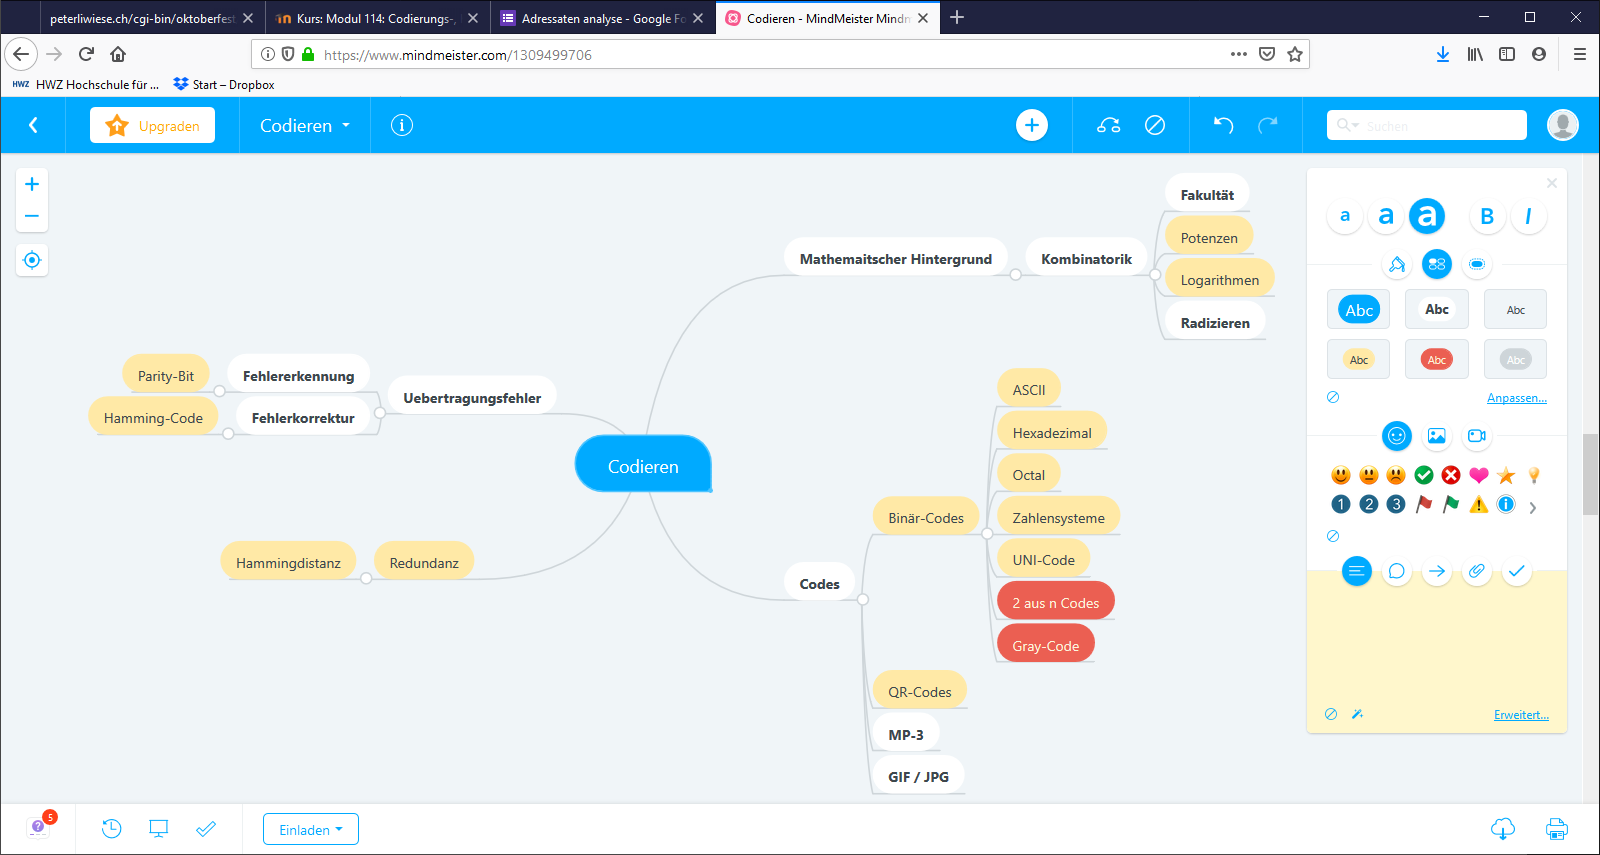 peterliwiese.ch/cgi-bin/oktoberfes
Kurs: Modul 114: Codierungs-,
Adressaten analyse - Google Fo
Codieren - MindMeister Mindm
https://www.mindmeister.com/1309499706
HWZ HWZ Hochschule für ...
Start – Dropbox
Upgraden
Codieren
Suchen
Fakultät
Potenzen
Mathemaitscher Hintergrund
Kombinatorik
Logarithmen
Radizieren
Parity-Bit
Fehlererkennung
Uebertragungsfehler
Hamming-Code
Fehlerkorrektur
Codieren
Hammingdistanz
Redundanz
Codes
Binär-Codes
ASCII
Hexadezimal
Octal
Zahlensysteme
UNI-Code
2 aus n Codes
Gray-Code
QR-Codes
MP-3
GIF / JPG
a a a B I
Abc Abc Abc
Abc Abc Abc
Anpassen...
1 2 3
Erweitert...
5
Einladen